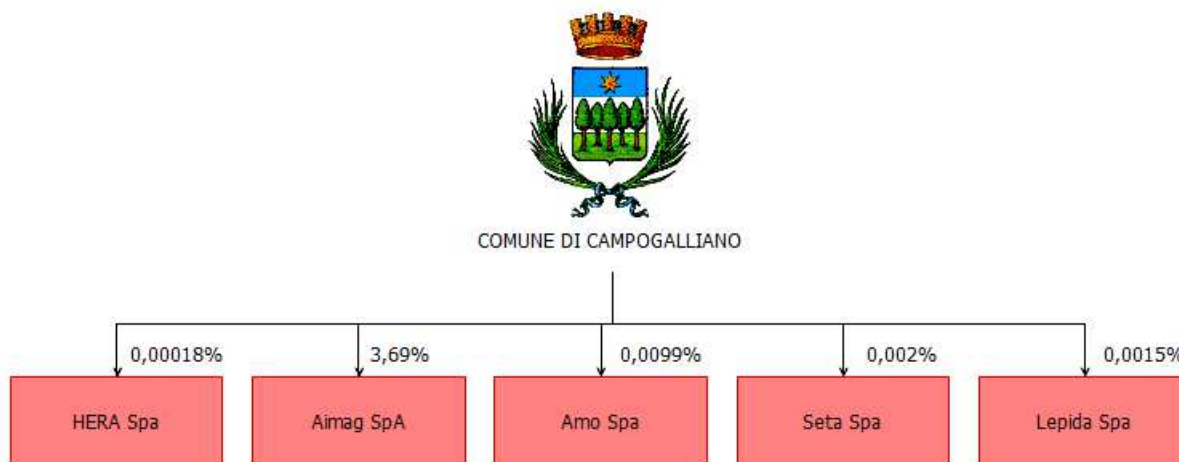 COMUNE DI CAMPOGALLIANO
0,00018%
3,69%
0,0099%
0,002%
0,0015%
HERA Spa
Aimag SpA
Amo Spa
Seta Spa
Lepida Spa